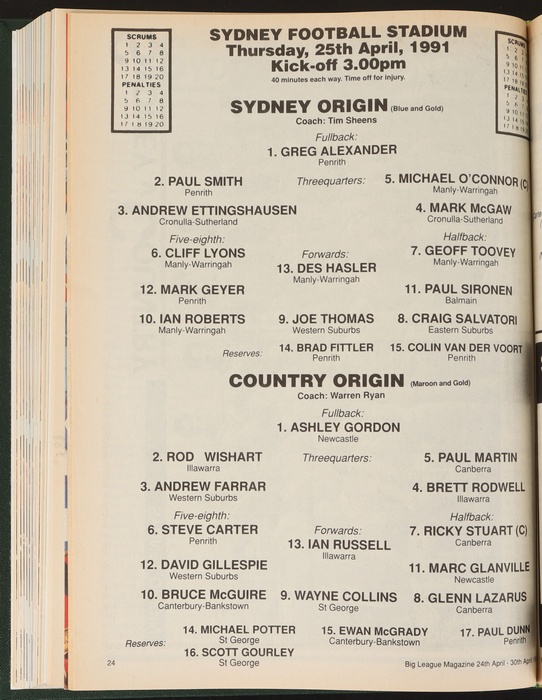 SCRUMS
1 2 3 4
5 6 7 8
9 10 11 12
13 14 15 16
17 18 19 20
PENALTIES
1 2 3 4
5 6 7 8
9 10 11 12
13 14 15 16
17 18 19 20
SYDNEY FOOTBALL STADIUM
Thursday, 25th April, 1991
Kick-off 3.00pm
40 minutes each way. Time off for injury.
SYDNEY ORIGIN (Blue and Gold)
Coach: Tim Sheens
Fullback:
1. GREG ALEXANDER
Penrith
2. PAUL SMITH Threequarters: 5. MICHAEL O'CONNOR (C)
Penrith Manly-Warringah
3. ANDREW ETTINGSHAUSEN 4. MARK McGAW
Cronulla-Sutherland Cronulla-Sutherland
Five-eighth: Halfback:
6. CLIFF LYONS Forwards: 7. GEOFF TOOVEY
Manly-Warringah 13. DES HASLER Manly-Warringah
Manly-Warringah
12. MARK GEYER 11. PAUL SIRONEN
Penrith Balmain
10. IAN ROBERTS 9. JOE THOMAS 8. CRAIG SALVATORI
Manly-Warringah Western Suburbs Eastern Suburbs
Reserves: 14. BRAD FITTLER 15. COLIN VAN DER VOORT
Penrith Penrith
COUNTRY ORIGIN (Maroon and Gold)
Coach: Warren Ryan
Fullback:
1. ASHLEY GORDON
Newcastle
2. ROD WISHART Threequarters: 5. PAUL MARTIN
Illawarra Canberra
3. ANDREW FARRAR 4. BRETT RODWELL
Western Suburbs Illawarra
Five-eighth: Halfback:
6. STEVE CARTER Forwards: 7. RICKY STUART (C)
Penrith 13. IAN RUSSELL Canberra
Illawarra
12. DAVID GILLESPIE 11. MARC GLANVILLE
Western Suburbs Newcastle
10. BRUCE McGUIRE 9. WAYNE COLLINS 8. GLENN LAZARUS
Canterbury-Bankstown St George Canberra
14. MICHAEL POTTER 15. EWAN McGRADY 17. PAUL DUNN
Reserves: St George Canterbury-Bankstown Penrith
16. SCOTT GOURLEY
St George
24 Big League Magazine 24th April - 30th April